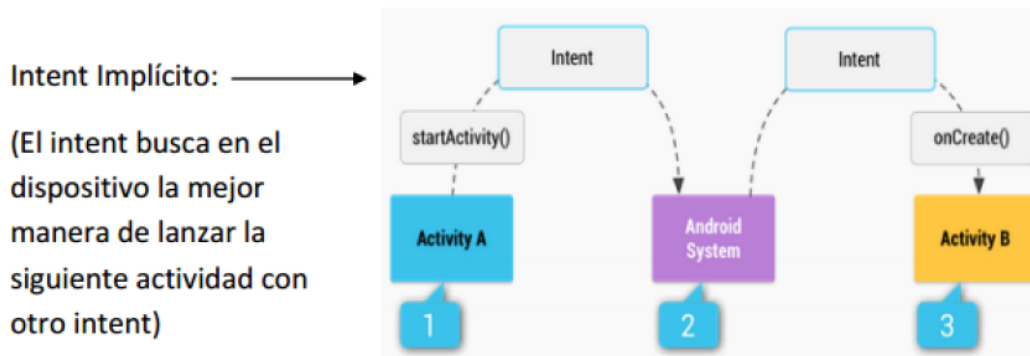 Intent Implícito:
(El intent busca en el
dispositivo la mejor
manera de lanzar la
siguiente actividad con
otro intent)
Intent
Intent
startActivity()
onCreate()
Activity A
Android
System
Activity B
1
2
3